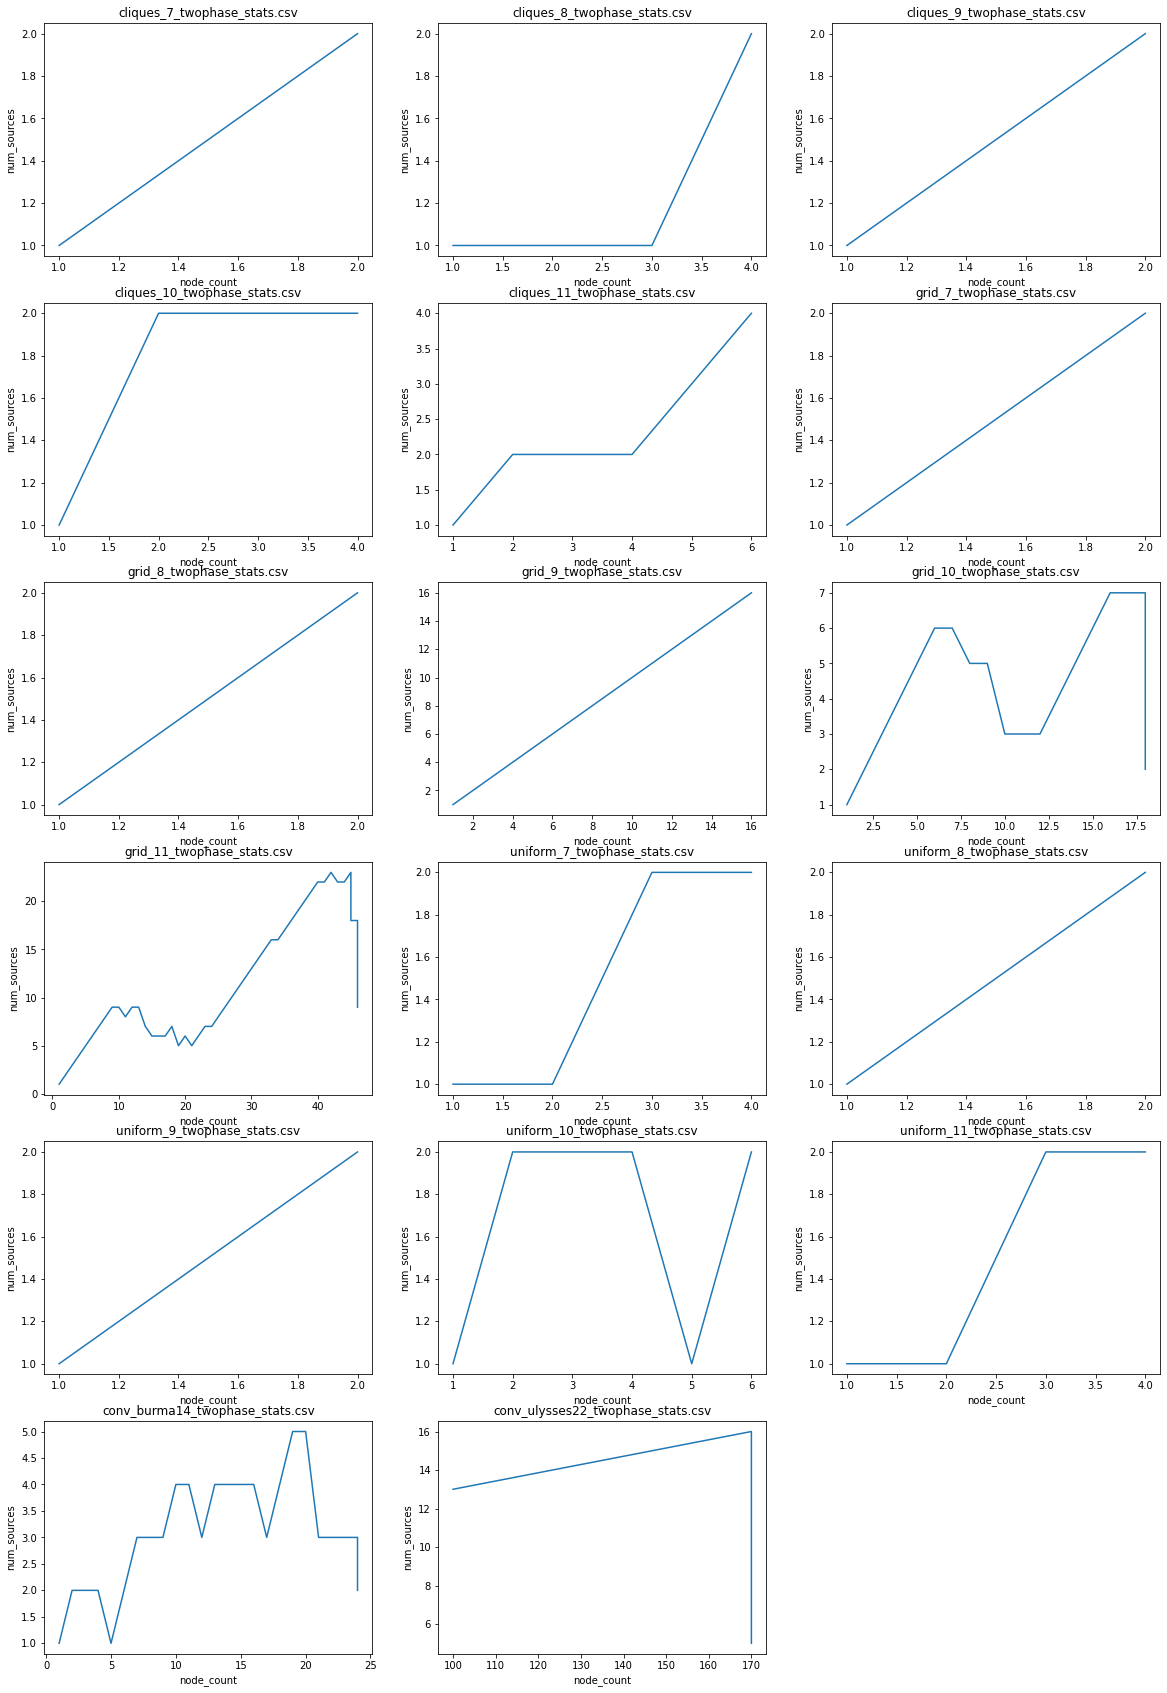 cliques_7_twophase_stats.csv
2.0
1.8
1.6
1.4
1.2
1.0
num_sources
1.0 1.2 1.4 1.6 1.8 2.0
node_count
cliques_8_twophase_stats.csv
2.0
1.8
1.6
1.4
1.2
1.0
num_sources
1.0 1.5 2.0 2.5 3.0 3.5 4.0
node_count
cliques_9_twophase_stats.csv
2.0
1.8
1.6
1.4
1.2
1.0
num_sources
1.0 1.2 1.4 1.6 1.8 2.0
node_count
cliques_10_twophase_stats.csv
2.0
1.8
1.6
1.4
1.2
1.0
num_sources
1.0 1.5 2.0 2.5 3.0 3.5 4.0
node_count
cliques_11_twophase_stats.csv
4.0
3.5
3.0
2.5
2.0
1.5
1.0
num_sources
1 2 3 4 5 6
node_count
grid_7_twophase_stats.csv
2.0
1.8
1.6
1.4
1.2
1.0
num_sources
1.0 1.2 1.4 1.6 1.8 2.0
node_count
grid_8_twophase_stats.csv
2.0
1.8
1.6
1.4
1.2
1.0
num_sources
1.0 1.2 1.4 1.6 1.8 2.0
node_count
grid_9_twophase_stats.csv
16
14
12
10
8
6
4
2
num_sources
2 4 6 8 10 12 14 16
node_count
grid_10_twophase_stats.csv
7
6
5
4
3
2
1
num_sources
2.5 5.0 7.5 10.0 12.5 15.0 17.5
node_count
grid_11_twophase_stats.csv
20
15
10
5
0
num_sources
0 10 20 30 40
node_count
uniform_7_twophase_stats.csv
2.0
1.8
1.6
1.4
1.2
1.0
num_sources
1.0 1.5 2.0 2.5 3.0 3.5 4.0
node_count
uniform_8_twophase_stats.csv
2.0
1.8
1.6
1.4
1.2
1.0
num_sources
1.0 1.2 1.4 1.6 1.8 2.0
node_count
uniform_9_twophase_stats.csv
2.0
1.8
1.6
1.4
1.2
1.0
num_sources
1.0 1.2 1.4 1.6 1.8 2.0
node_count
uniform_10_twophase_stats.csv
2.0
1.8
1.6
1.4
1.2
1.0
num_sources
1 2 3 4 5 6
node_count
uniform_11_twophase_stats.csv
2.0
1.8
1.6
1.4
1.2
1.0
num_sources
1.0 1.5 2.0 2.5 3.0 3.5 4.0
node_count
conv_burma14_twophase_stats.csv
5.0
4.5
4.0
3.5
3.0
2.5
2.0
1.5
1.0
num_sources
0 5 10 15 20 25
node_count
conv_ulysses22_twophase_stats.csv
16
14
12
10
8
6
num_sources
100 110 120 130 140 150 160 170
node_count